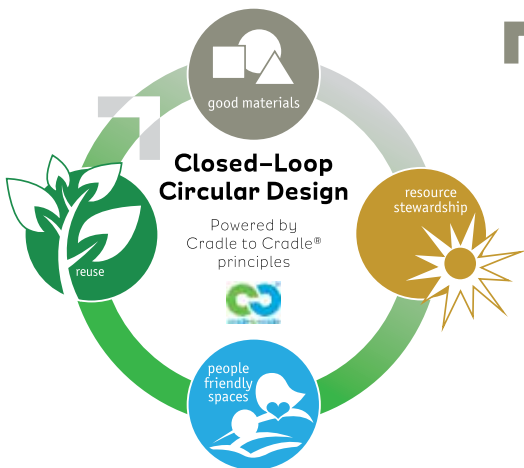 good materials
Closed–Loop
Circular Design
Powered by
Cradle to Cradle®
principles
resource
stewardship
reuse
people
friendly
spaces